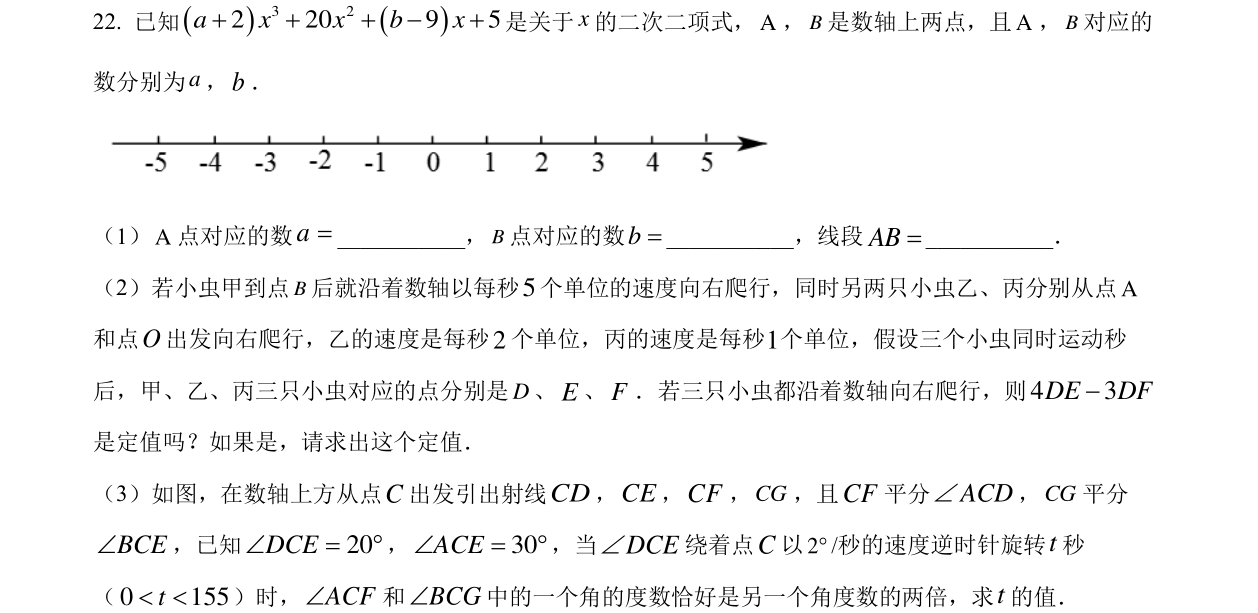 22. 已知(a+2)x³+20x²+(b−9)x+5是关于x的二次二项式，A，B是数轴上两点，且A，B对应的
数分别为a，b．
-5 -4 -3 -2 -1 0 1 2 3 4 5
（1）A点对应的数a=___________，B点对应的数b=___________，线段AB=___________．
（2）若小虫甲到点B后就沿着数轴以每秒5个单位的速度向右爬行，同时另两只小虫乙、丙分别从点A
和点O出发向右爬行，乙的速度是每秒2个单位，丙的速度是每秒1个单位，假设三个小虫同时运动秒
后，甲、乙、丙三只小虫对应的点分别是D、E、F．若三只小虫都沿着数轴向右爬行，则4DE−3DF
是定值吗？如果是，请求出这个定值．
（3）如图，在数轴上方从点C出发引出射线CD，CE，CF，CG，且CF平分∠ACD，CG平分
∠BCE，已知∠DCE=20°，∠ACE=30°，当∠DCE绕着点C以2°/秒的速度逆时针旋转t秒
（0<t<155）时，∠ACF和∠BCG中的一个角的度数恰好是另一个角度数的两倍，求t的值．